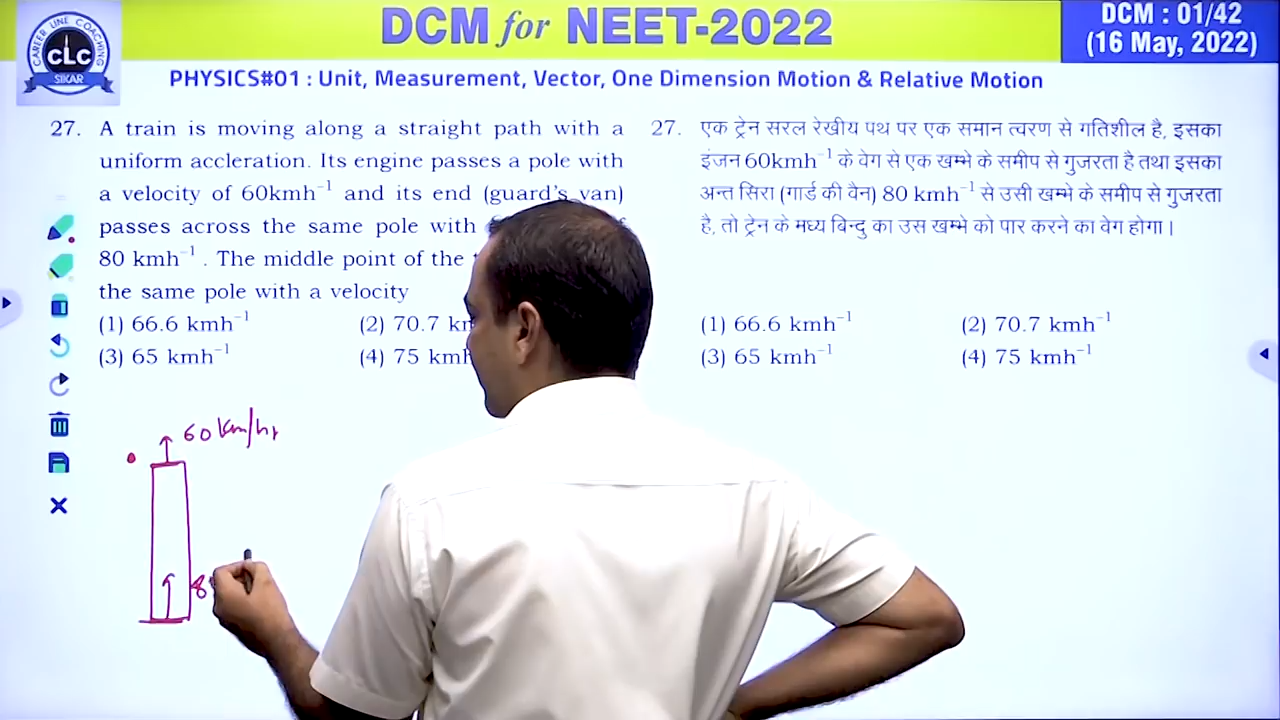 DCM for NEET-2022
DCM : 01/42
(16 May, 2022)
CAREER LINE COACHING
CLC
SIKAR
PHYSICS#01 : Unit, Measurement, Vector, One Dimension Motion & Relative Motion
27. A train is moving along a straight path with a
uniform accleration. Its engine passes a pole with
a velocity of 60kmh⁻¹ and its end (guard's van)
passes across the same pole with
80 kmh⁻¹ . The middle point of the
the same pole with a velocity
(1) 66.6 kmh⁻¹ (2) 70.7
(3) 65 kmh⁻¹ (4) 75
27. एक ट्रेन सरल रेखीय पथ पर एक समान त्वरण से गतिशील है, इसका
इंजन 60kmh⁻¹ के वेग से एक खम्भे के समीप से गुजरता है तथा इसका
अन्त सिरा (गार्ड की वैन) 80 kmh⁻¹ से उसी खम्भे के समीप से गुजरता
है, तो ट्रेन के मध्य बिन्दु का उस खम्भे को पार करने का वेग होगा।
(1) 66.6 kmh⁻¹ (2) 70.7 kmh⁻¹
(3) 65 kmh⁻¹ (4) 75 kmh⁻¹
60 km/hr
8